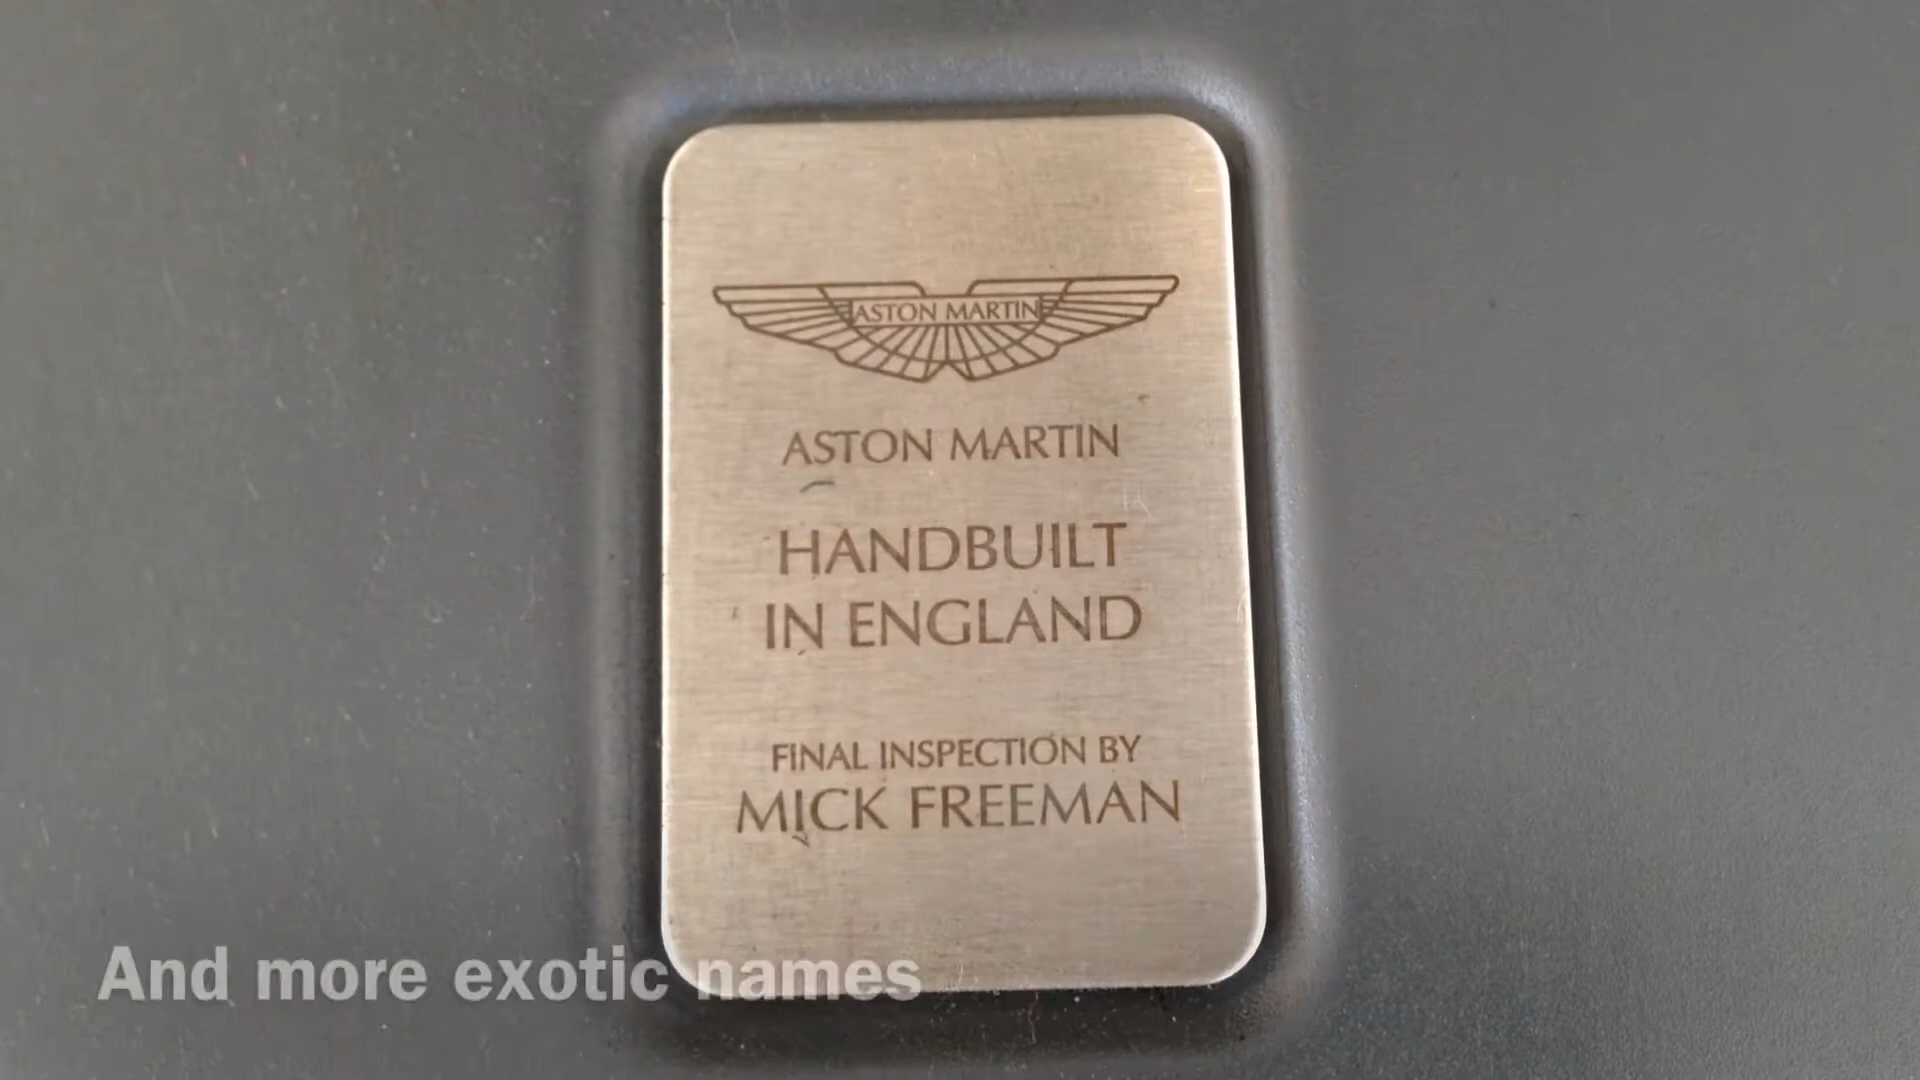 ASTON MARTIN
ASTON MARTIN
HANDBUILT
IN ENGLAND
FINAL INSPECTION BY
MICK FREEMAN
And more exotic names